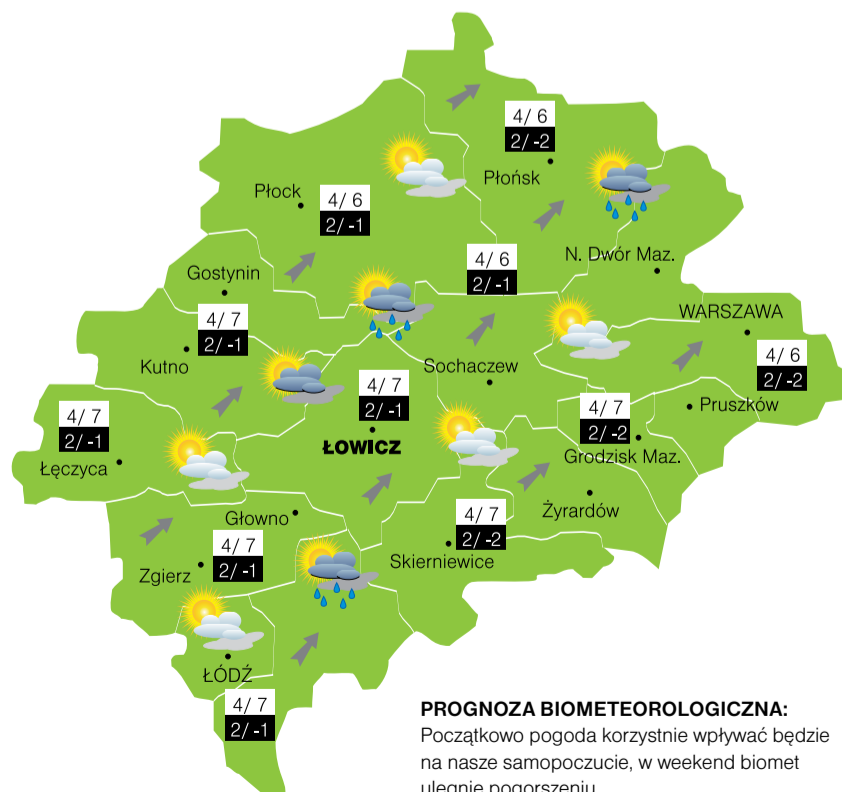 4/ 6
2/ -2
Płońsk
Płock
4/ 6
2/ -1
N. Dwór Maz.
4/ 6
2/ -1
Gostynin
4/ 7
2/ -1
Kutno
WARSZAWA
4/ 6
2/ -2
Sochaczew
4/ 7
2/ -1
ŁOWICZ
Pruszków
4/ 7
2/ -2
Grodzisk Maz.
4/ 7
2/ -1
Łęczyca
Żyrardów
Głowno
4/ 7
2/ -2
Skierniewice
4/ 7
2/ -1
Zgierz
ŁÓDŹ
4/ 7
2/ -1
PROGNOZA BIOMETEOROLOGICZNA:
Początkowo pogoda korzystnie wpływać będzie
na nasze samopoczucie, w weekend biomet
ulegnie pogorszeniu